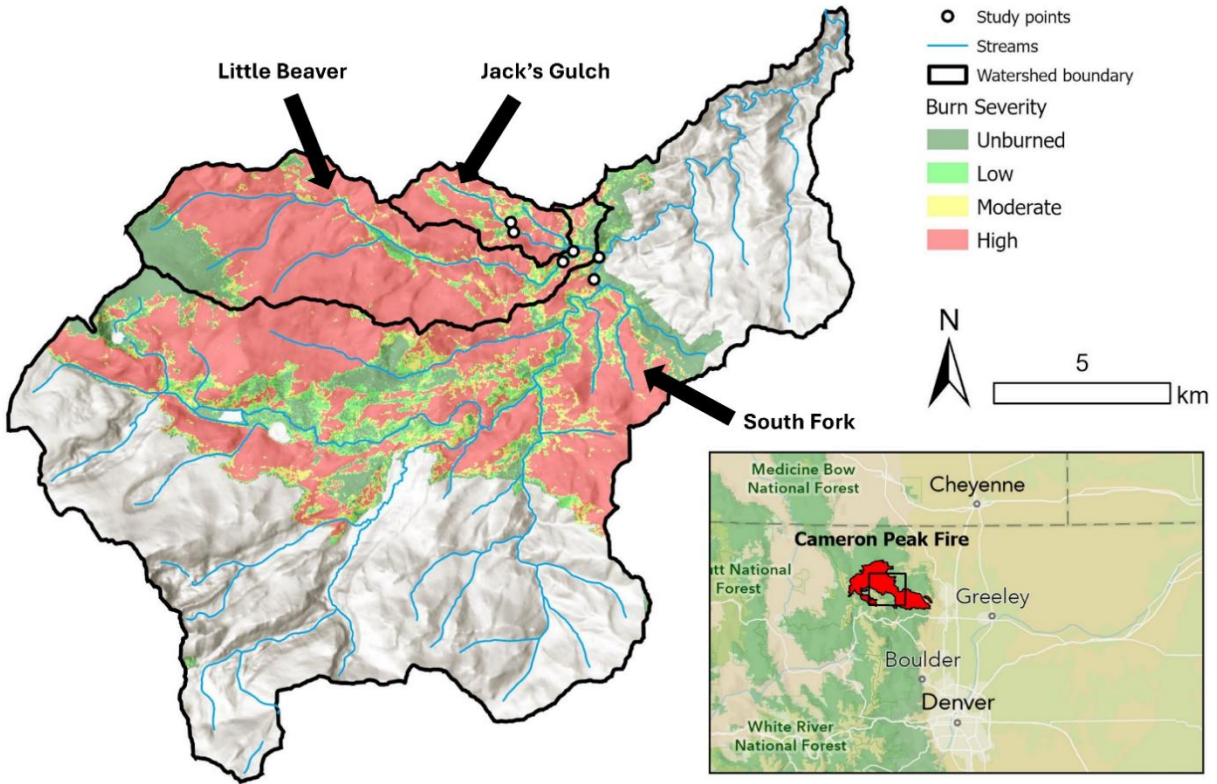 Little Beaver
Jack's Gulch
South Fork
Study points
Streams
Watershed boundary
Burn Severity
Unburned
Low
Moderate
High
N
5
km
Medicine Bow
National Forest
Cheyenne
Cameron Peak Fire
utt National
Forest
Greeley
Boulder
Denver
White River
National Forest